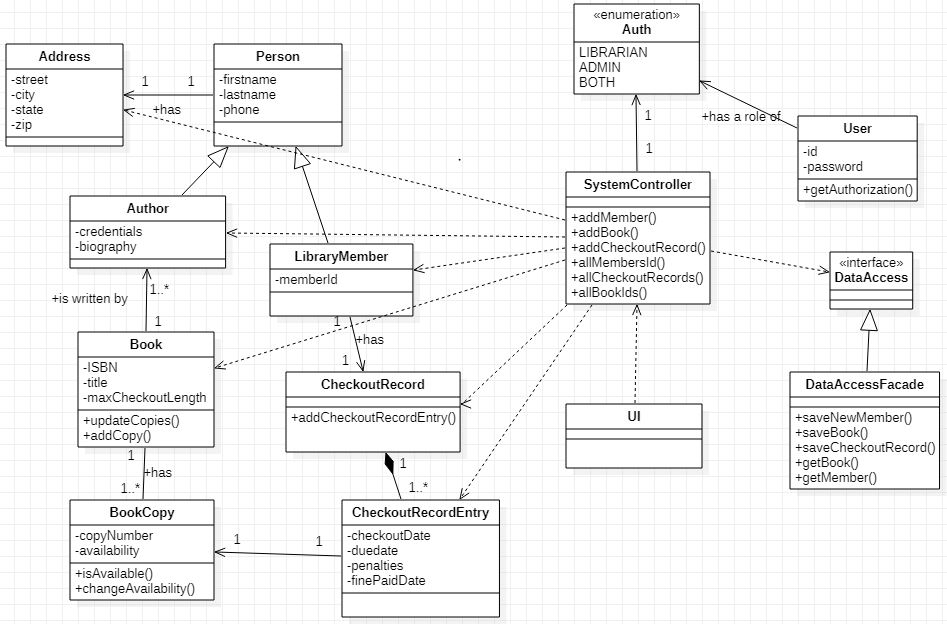 «enumeration»
Auth
LIBRARIAN
ADMIN
BOTH
Address
-street
-city
-state
-zip
1
1
+has
Person
-firstname
-lastname
-phone
1
1
+has a role of
User
-id
-password
+getAuthorization()
SystemController
+addMember()
+addBook()
+addCheckoutRecord()
+allMembersId()
+allCheckoutRecords()
+allBookIds()
Author
-credentials
-biography
LibraryMember
-memberId
«interface»
DataAccess
+is written by
1..*
1
1
+has
1
Book
-ISBN
-title
-maxCheckoutLength
+updateCopies()
+addCopy()
CheckoutRecord
+addCheckoutRecordEntry()
UI
DataAccessFacade
+saveNewMember()
+saveBook()
+saveCheckoutRecord()
+getBook()
+getMember()
1
+has
1..*
1
1..*
BookCopy
-copyNumber
-availability
+isAvailable()
+changeAvailability()
1
1
CheckoutRecordEntry
-checkoutDate
-duedate
-penalties
-finePaidDate